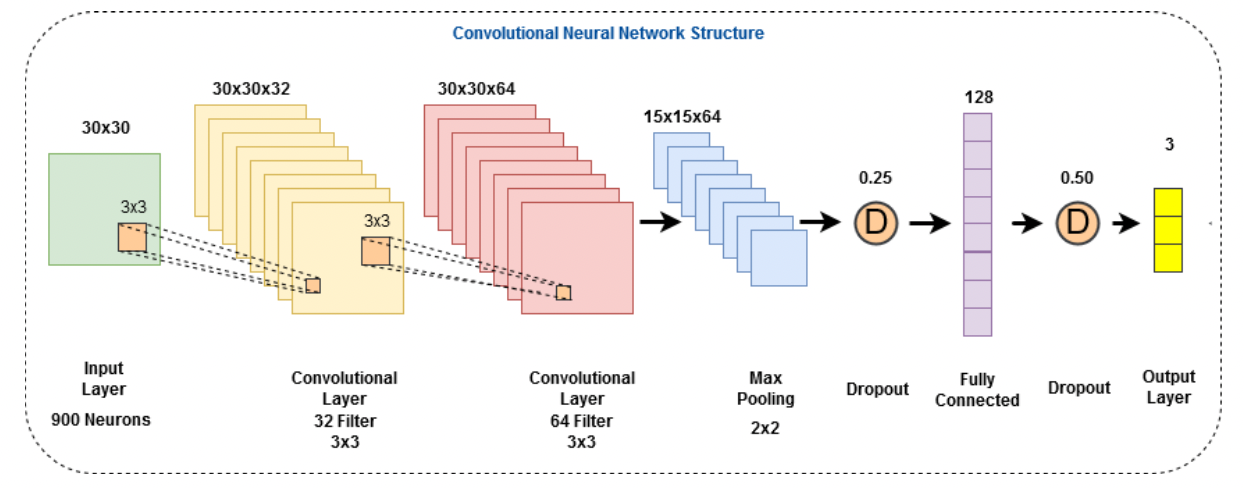 Convolutional Neural Network Structure
30x30
30x30x32
30x30x64
15x15x64
128
3
0.25
0.50
3x3
3x3
D
D
Input
Layer
900 Neurons
Convolutional
Layer
32 Filter
3x3
Convolutional
Layer
64 Filter
3x3
Max
Pooling
2x2
Dropout
Fully
Connected
Dropout
Output
Layer